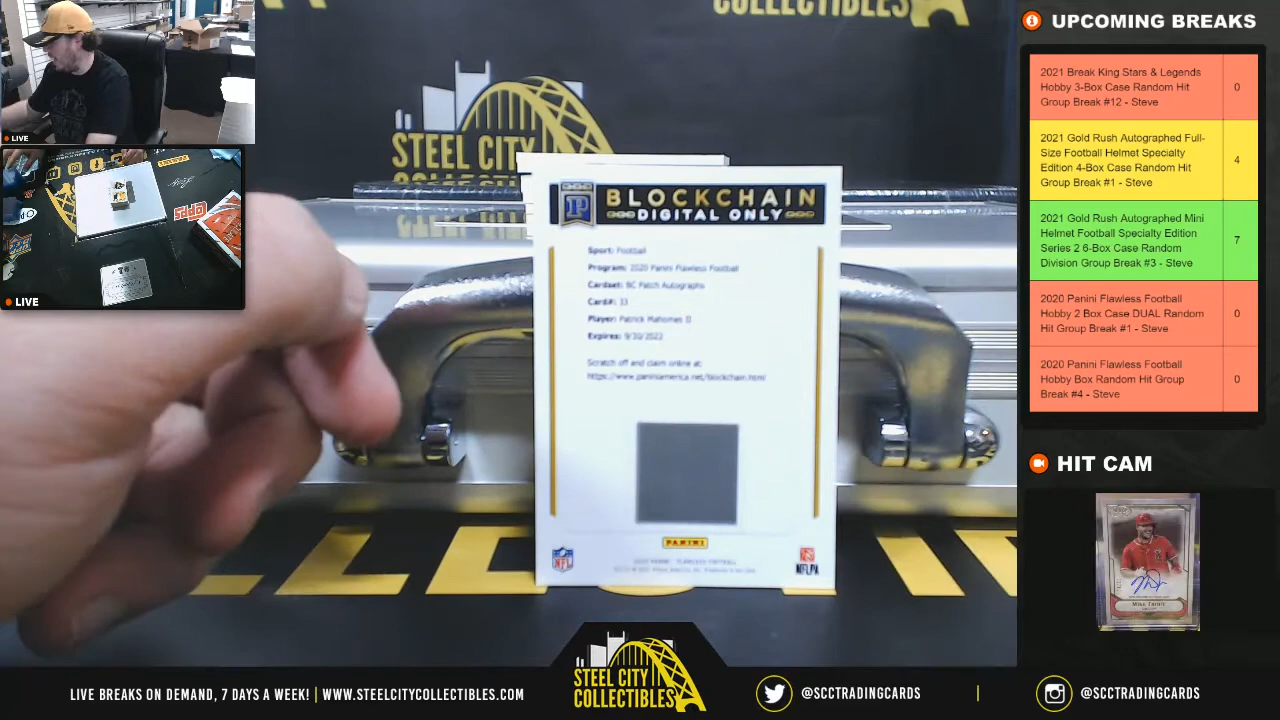 COLLECTIBLES
UPCOMING BREAKS
2021 Break King Stars & Legends
Hobby 3-Box Case Random Hit
Group Break #12 - Steve
0
2021 Gold Rush Autographed Full-
Size Football Helmet Specialty
Edition 4-Box Case Random Hit
Group Break #1 - Steve
4
2021 Gold Rush Autographed Mini
Helmet Football Specialty Edition
Series 2 6-Box Case Random
Division Group Break #3 - Steve
7
2020 Panini Flawless Football
Hobby 2 Box Case DUAL Random
Hit Group Break #1 - Steve
0
2020 Panini Flawless Football
Hobby Box Random Hit Group
Break #4 - Steve
0
HIT CAM
LIVE
LIVE
STEEL CITY
BLOCKCHAIN
DIGITAL ONLY
Sport: Football
Program: 2020 Panini Flawless Football
Cardset: BC Patch Autographs
Card#: 33
Player: Patrick Mahomes II
Expires: 9/30/2022
Scratch off and claim online at:
https://www.paniniamerica.net/blockchain.html
PANINI
NFL
NFLPA
Mike Trout
LIVE BREAKS ON DEMAND, 7 DAYS A WEEK! | WWW.STEELCITYCOLLECTIBLES.COM
STEEL CITY
COLLECTIBLES
@SCCTRADINGCARDS
@SCCTRADINGCARDS